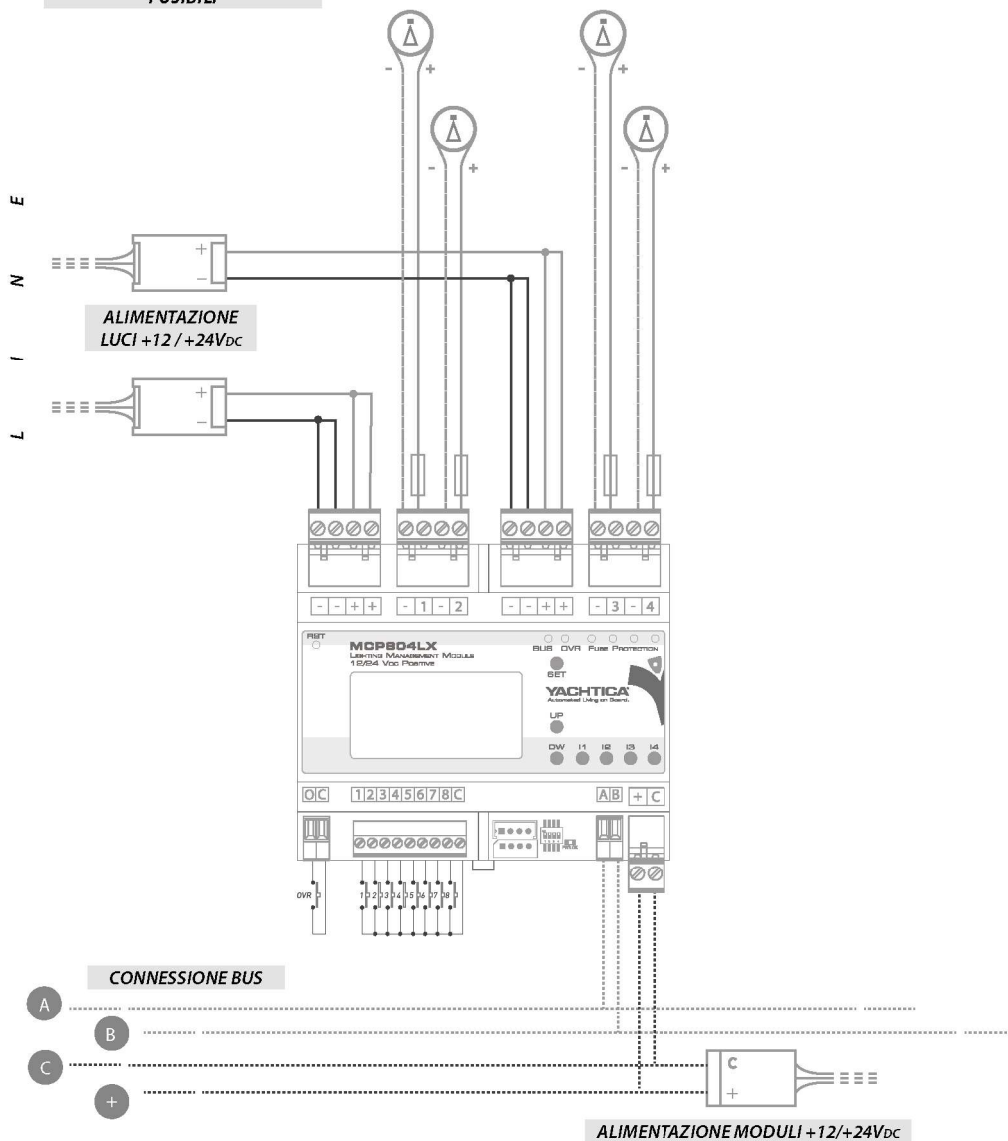 - +
- +
- +
- +
L I N E
+
-
ALIMENTAZIONE
LUCI +12 / +24VDC
+
-
- - + + - 1 - 2 - - + + - 3 - 4
RST
MCP804LX
LIGHTING MANAGEMENT MODULE
12/24 VDC POSITIVE
BUS OVR FUSE PROTECTION
SET
YACHTICA
Automated Living on Board.
UP
DW I1 I2 I3 I4
O C 1 2 3 4 5 6 7 8 C A B + C
OVR 1 2 3 4 5 6 7 8
CONNESSIONE BUS
A
B
C
+
C
+
ALIMENTAZIONE MODULI +12/+24VDC